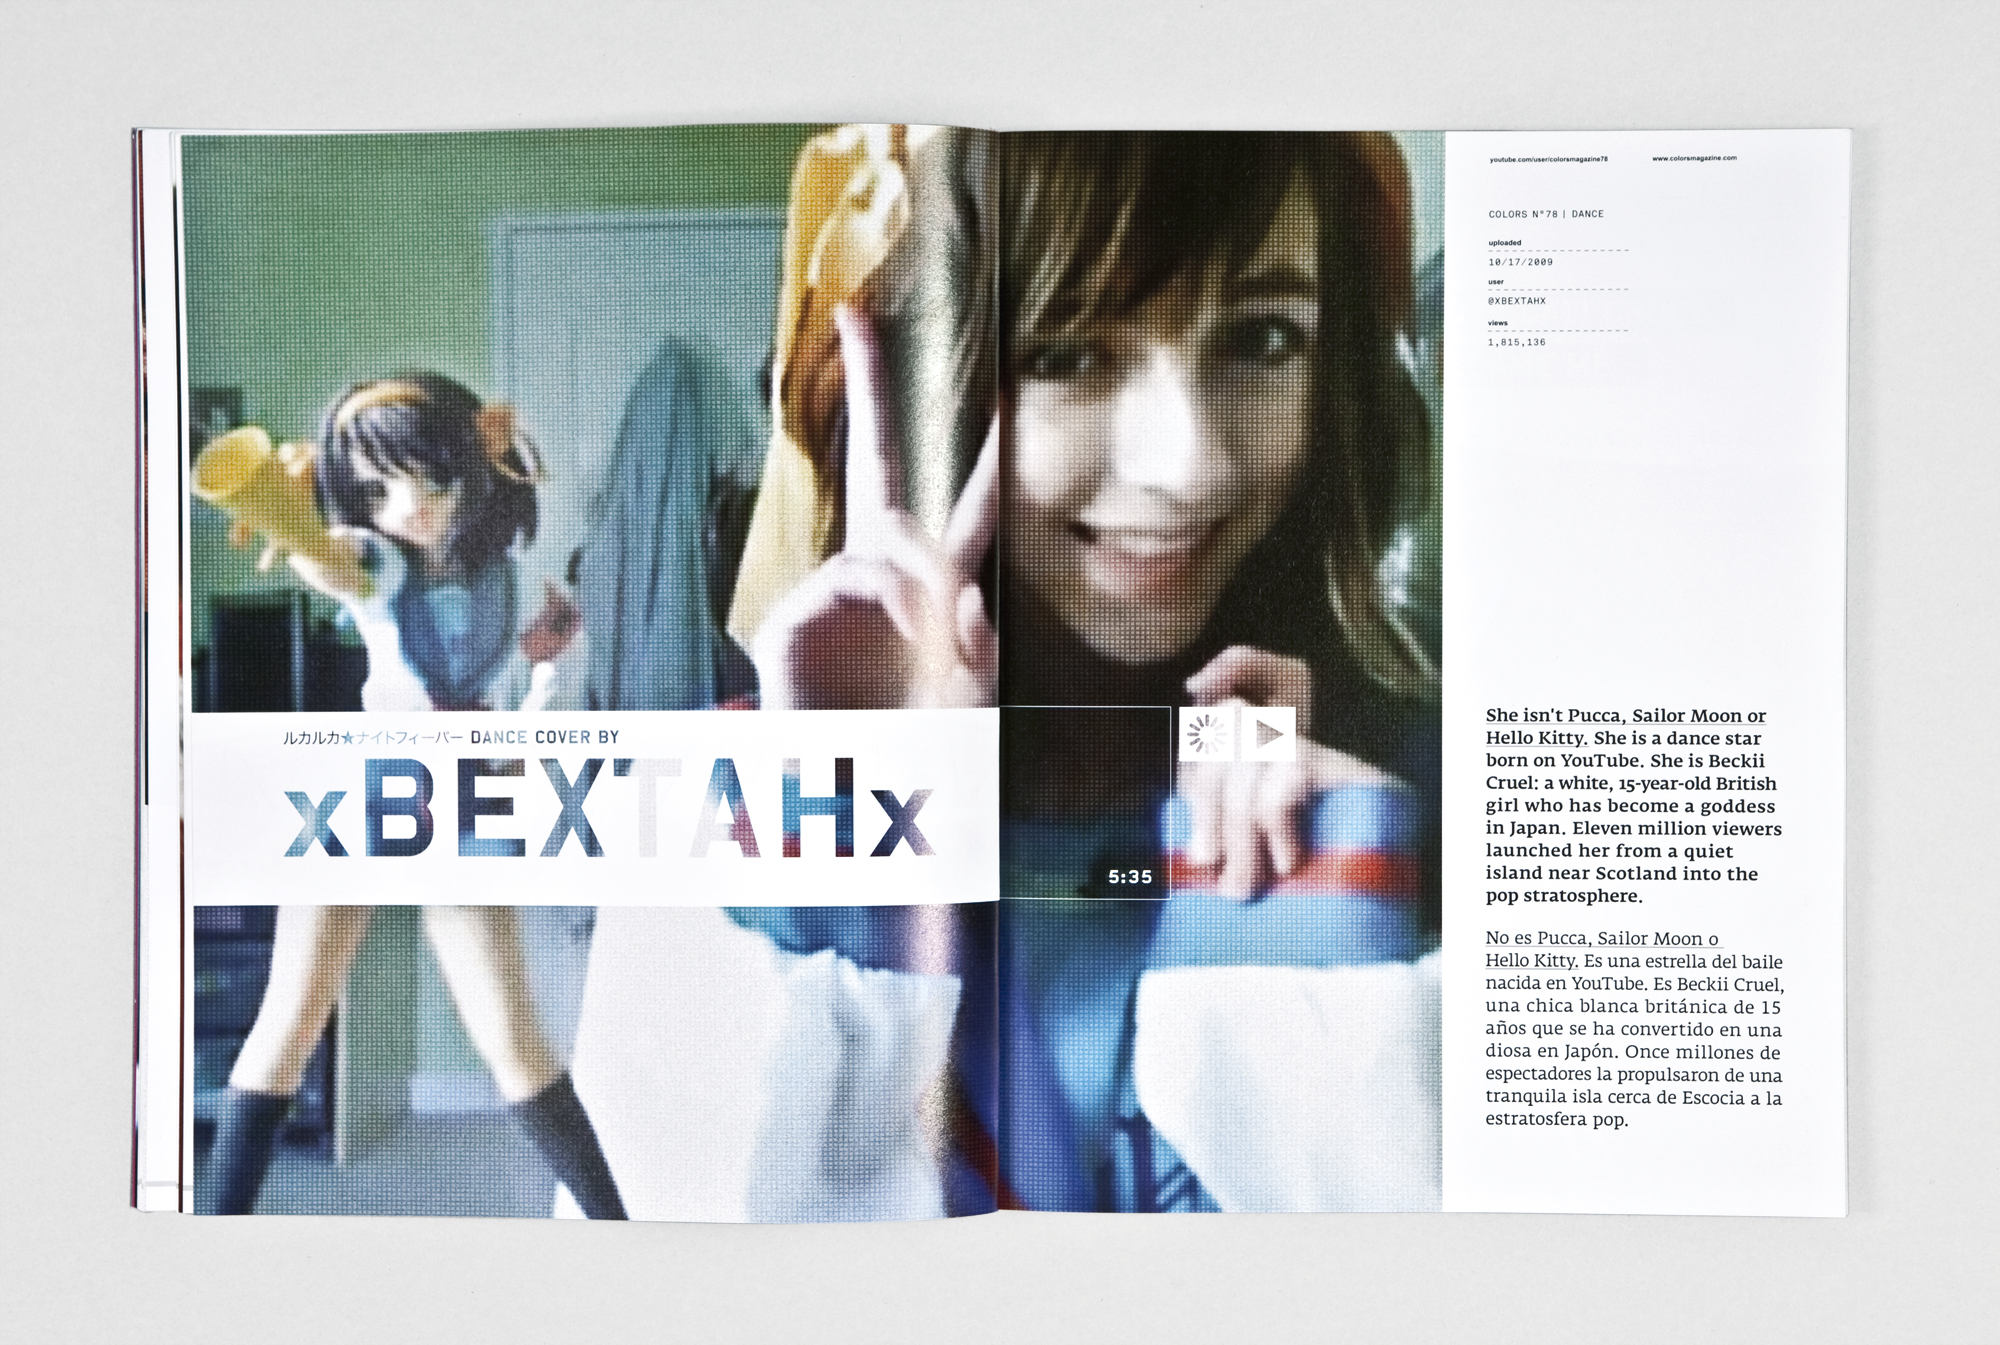 ルカルカ★ナイトフィーバー DANCE COVER BY
xBEXTAHx
5:35
youtube.com/user/colorsmagazine78
www.colorsmagazine.com
COLORS N°78 | DANCE
uploaded
10/17/2009
user
@XBEXTAHX
views
1,815,136
She isn't Pucca, Sailor Moon or
Hello Kitty. She is a dance star
born on YouTube. She is Beckii
Cruel: a white, 15-year-old British
girl who has become a goddess
in Japan. Eleven million viewers
launched her from a quiet
island near Scotland into the
pop stratosphere.
No es Pucca, Sailor Moon o
Hello Kitty. Es una estrella del baile
nacida en YouTube. Es Beckii Cruel,
una chica blanca británica de 15
años que se ha convertido en una
diosa en Japón. Once millones de
espectadores la propulsaron de una
tranquila isla cerca de Escocia a la
estratosfera pop.